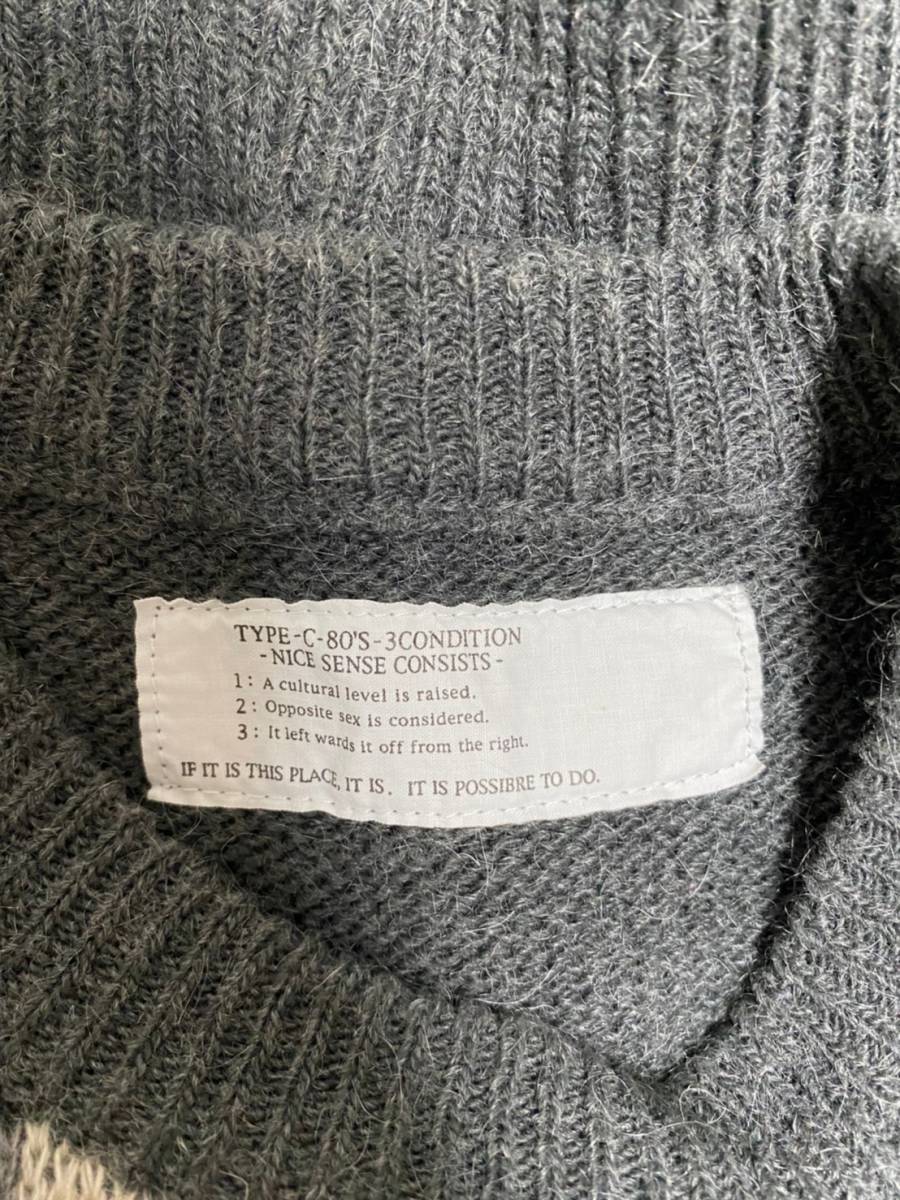 TYPE-C-80'S-3CONDITION
-NICE SENSE CONSISTS-
1: A cultural level is raised.
2: Opposite sex is considered.
3: It left wards it off from the right.
IF IT IS THIS PLACE, IT IS. IT IS POSSIBRE TO DO.